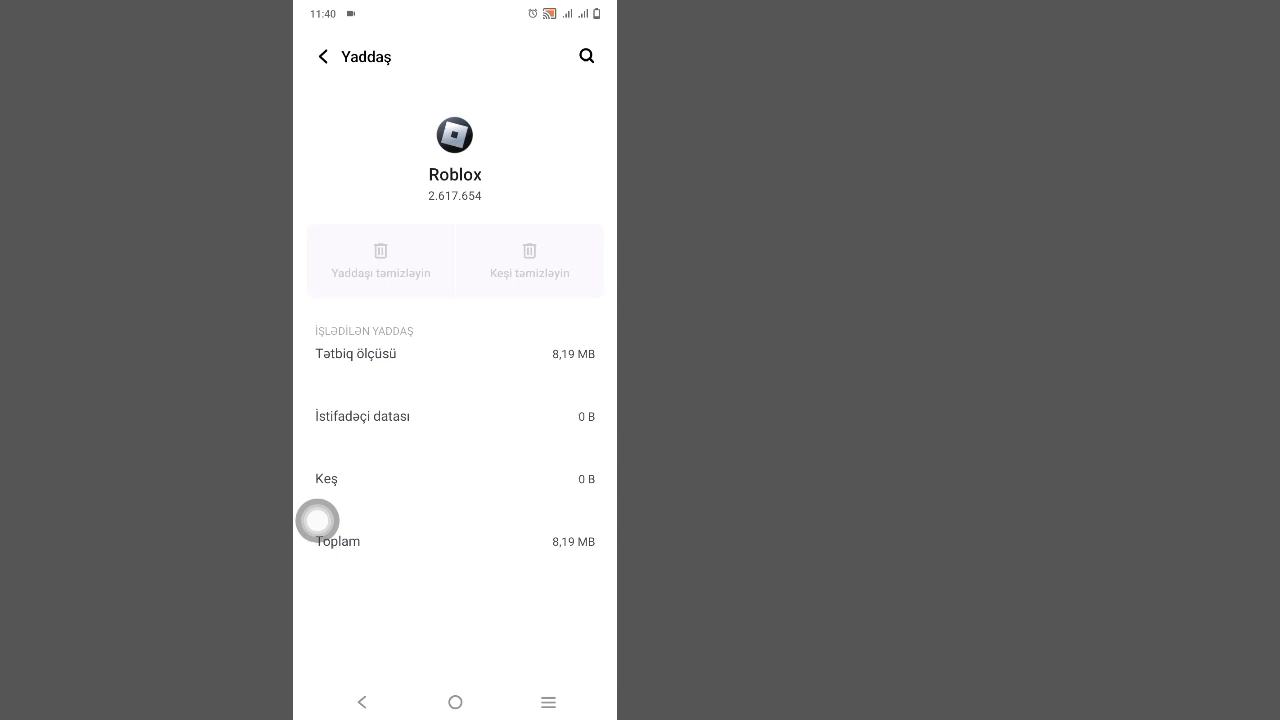 11:40
Yaddaş
Roblox
2.617.654
Yaddaşı təmizləyin
Keşi təmizləyin
İŞLƏDİLƏN YADDAŞ
Tətbiq ölçüsü 8,19 MB
İstifadəçi datası 0 B
Keş 0 B
Toplam 8,19 MB